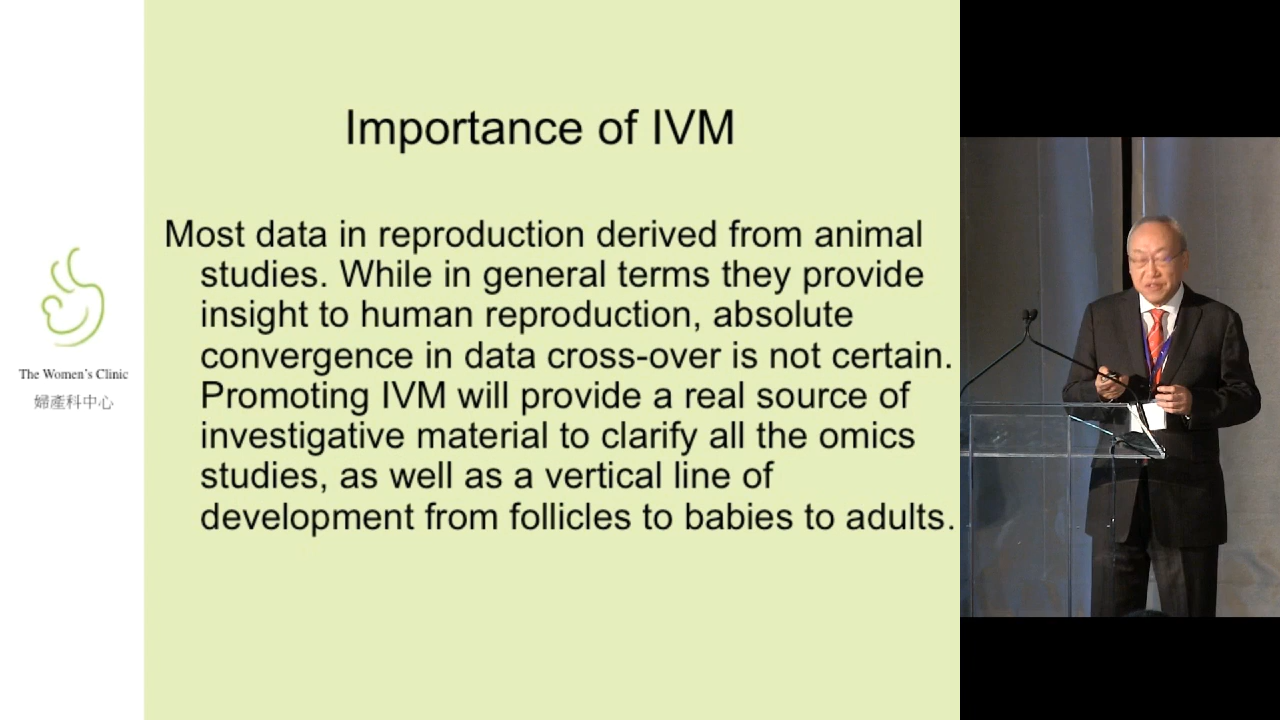 Importance of IVM
Most data in reproduction derived from animal
studies. While in general terms they provide
insight to human reproduction, absolute
convergence in data cross-over is not certain.
Promoting IVM will provide a real source of
investigative material to clarify all the omics
studies, as well as a vertical line of
development from follicles to babies to adults.
The Women's Clinic
婦產科中心